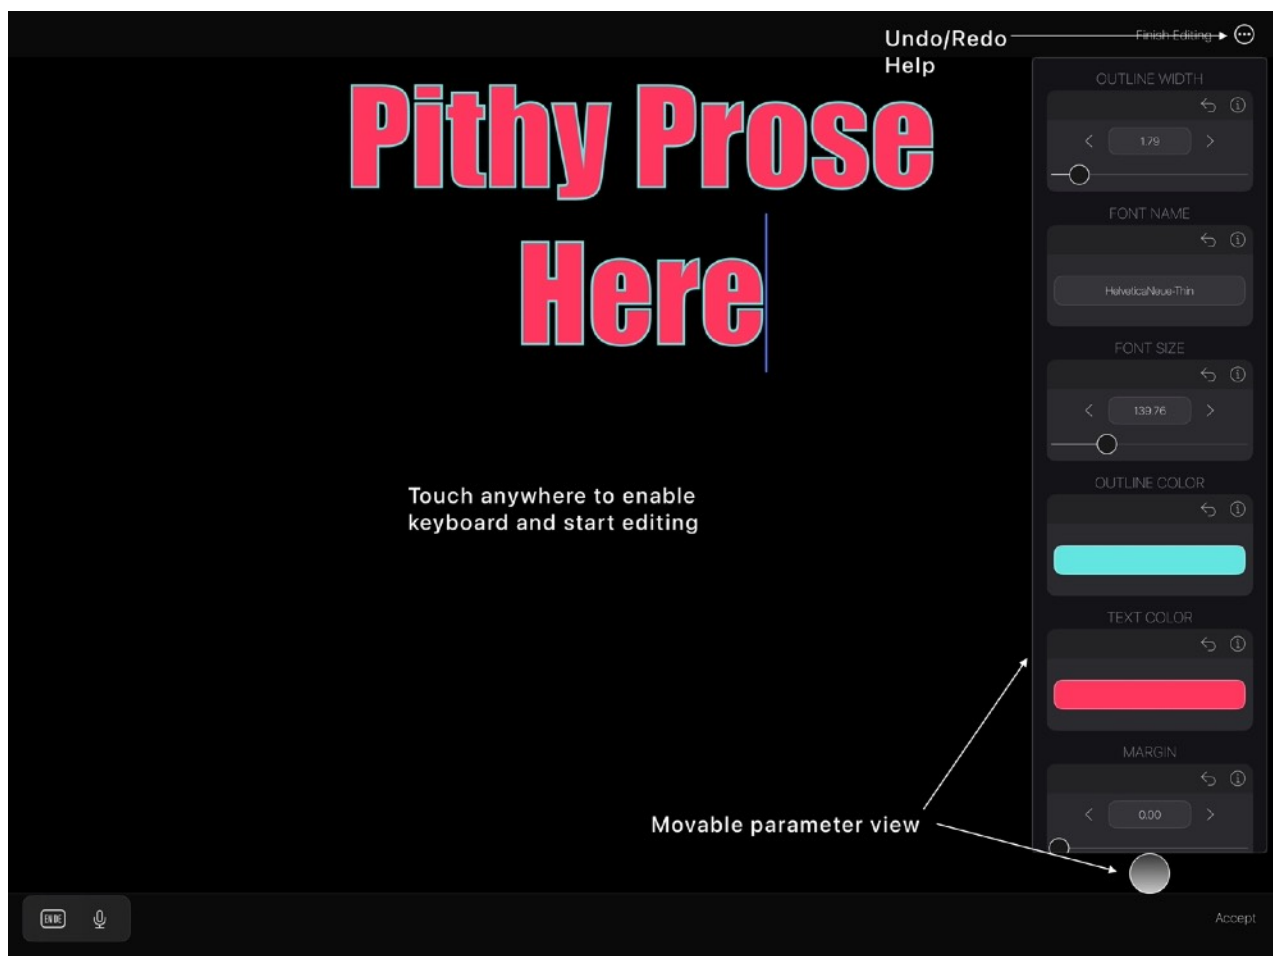 Undo/Redo
Help
Finish Editing
Pithy Prose
Here
Touch anywhere to enable
keyboard and start editing
Movable parameter view
OUTLINE WIDTH
1.79
FONT NAME
HelveticaNeue-Thin
FONT SIZE
139.76
OUTLINE COLOR
TEXT COLOR
MARGIN
0.00
EN DE
Accept